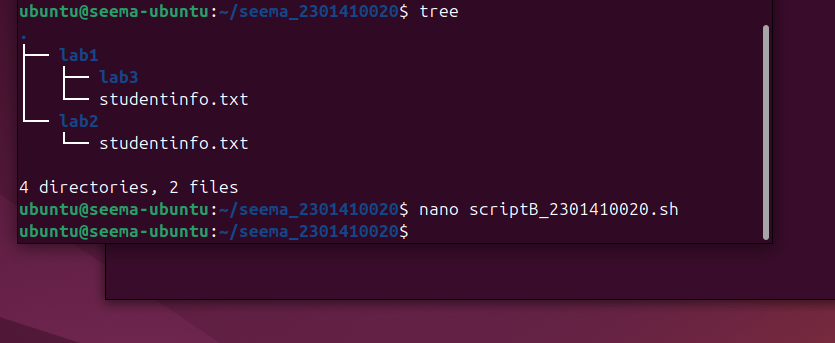 ubuntu@seema-ubuntu:~/seema_2301410020$ tree
.
├── lab1
│   ├── lab3
│   └── studentinfo.txt
└── lab2
    └── studentinfo.txt
4 directories, 2 files
ubuntu@seema-ubuntu:~/seema_2301410020$ nano scriptB_2301410020.sh
ubuntu@seema-ubuntu:~/seema_2301410020$